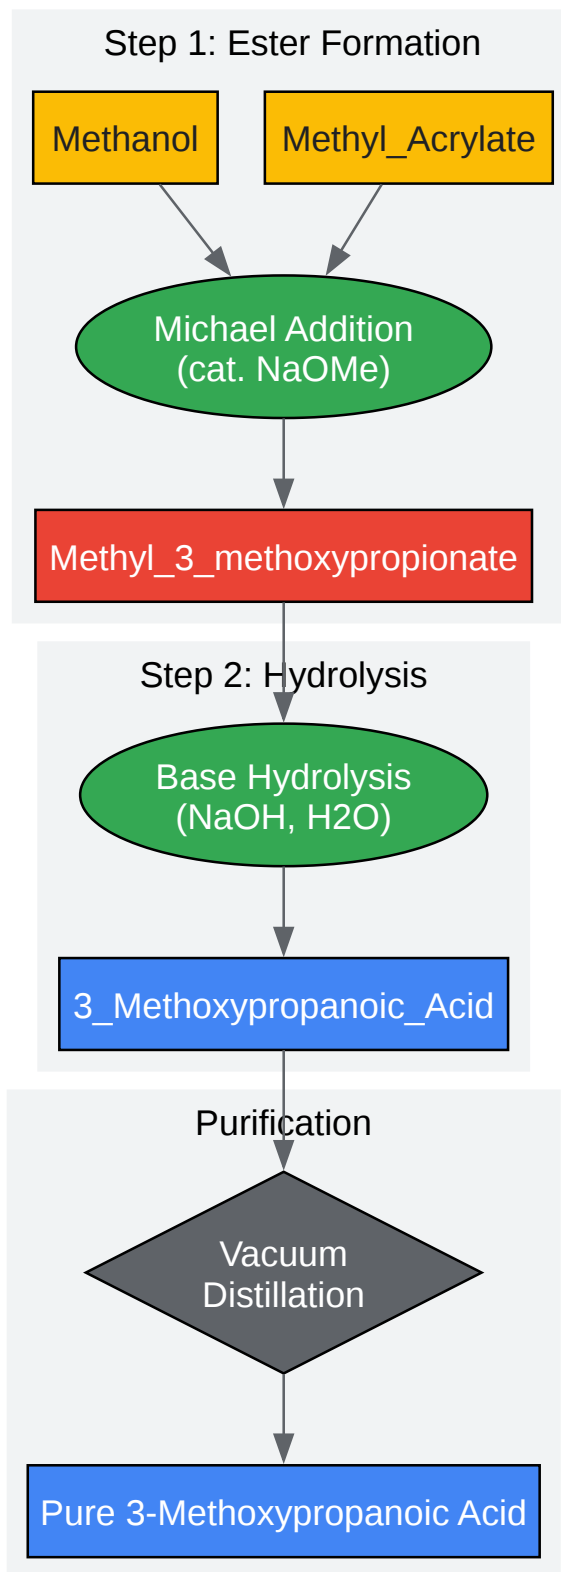 Step 1: Ester Formation
Methanol
Methyl_Acrylate
Michael Addition
(cat. NaOMe)
Methyl_3_methoxypropionate
Step 2: Hydrolysis
Base Hydrolysis
(NaOH, H2O)
3_Methoxypropanoic_Acid
Purification
Vacuum
Distillation
Pure 3-Methoxypropanoic Acid